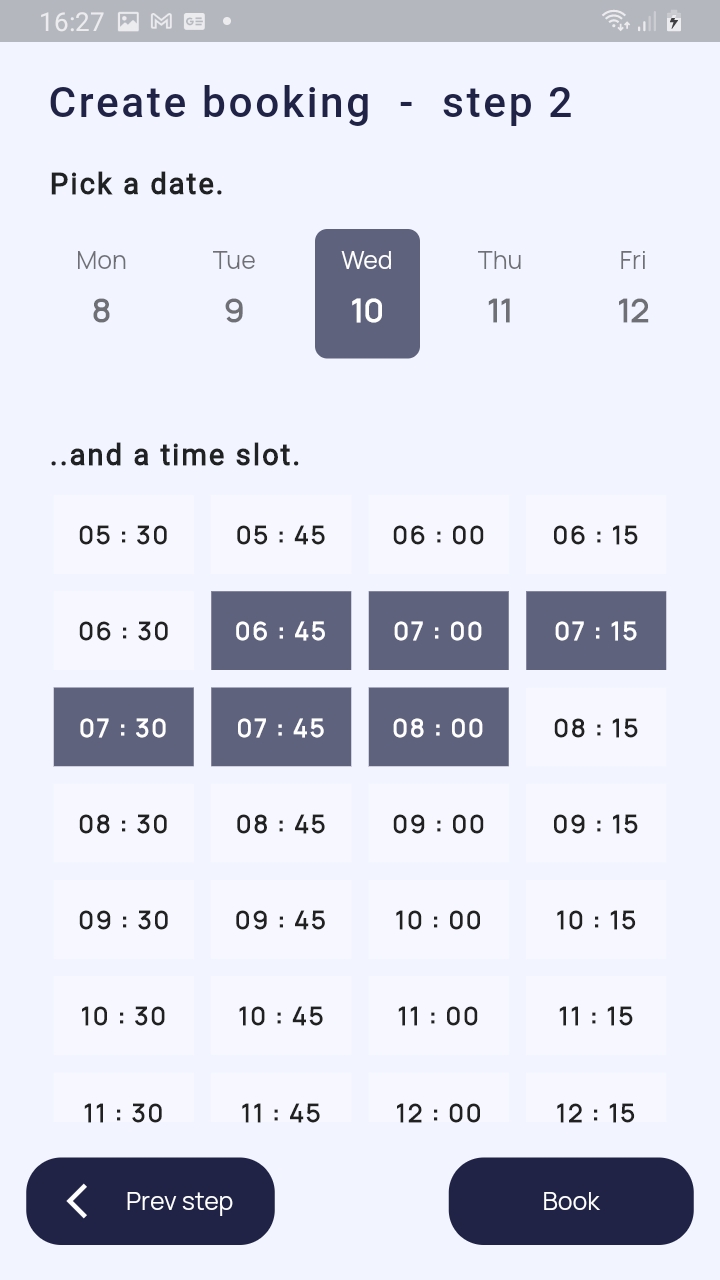 16:27
Create booking - step 2
Pick a date.
Mon Tue Wed Thu Fri
8 9 10 11 12
..and a time slot.
05 : 30 05 : 45 06 : 00 06 : 15
06 : 30 06 : 45 07 : 00 07 : 15
07 : 30 07 : 45 08 : 00 08 : 15
08 : 30 08 : 45 09 : 00 09 : 15
09 : 30 09 : 45 10 : 00 10 : 15
10 : 30 10 : 45 11 : 00 11 : 15
11 : 30 11 : 45 12 : 00 12 : 15
Prev step Book